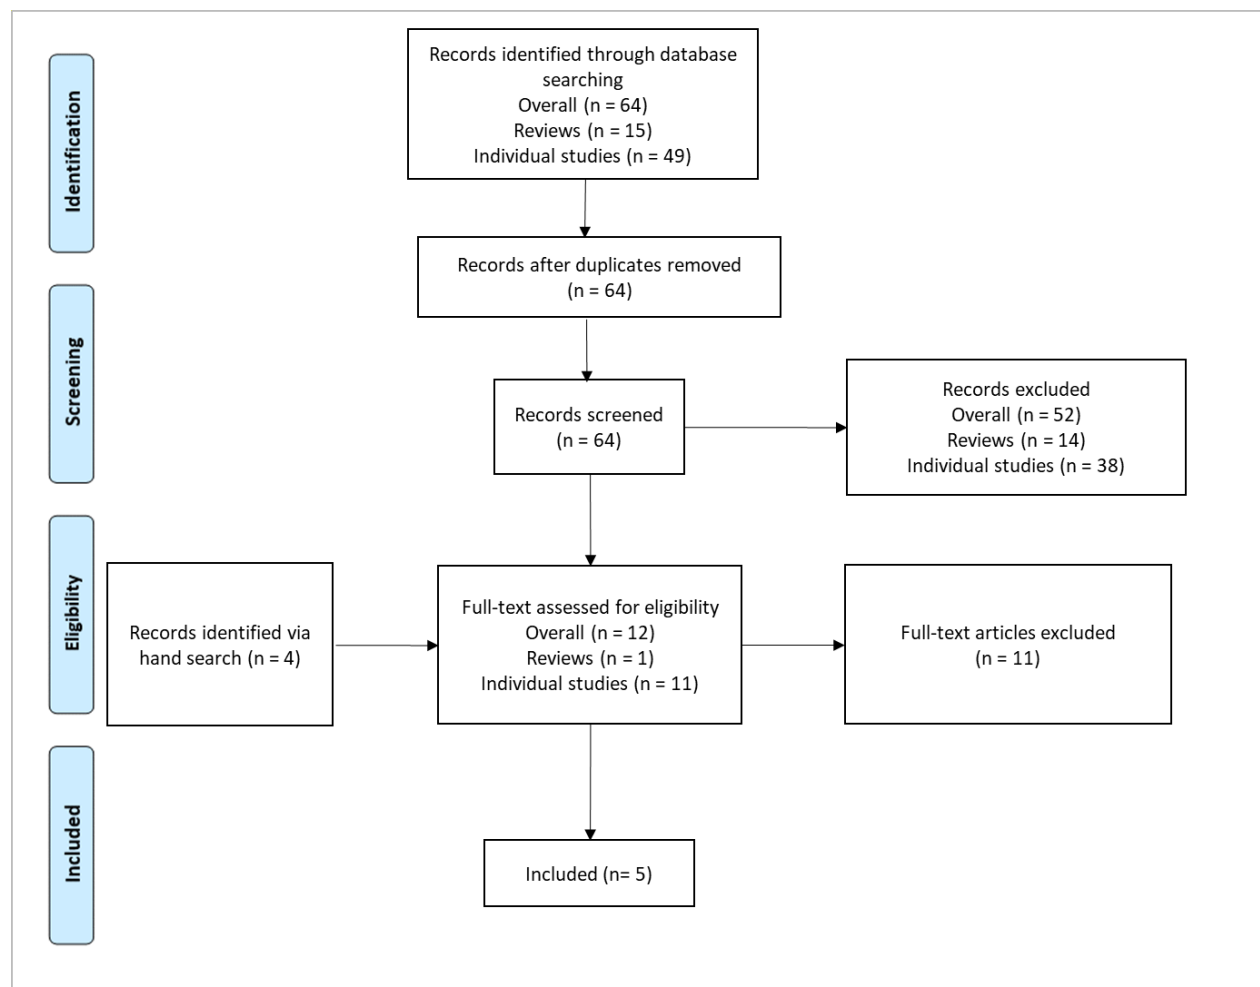 Identification
Records identified through database
searching
Overall (n = 64)
Reviews (n = 15)
Individual studies (n = 49)
Records after duplicates removed
(n = 64)
Screening
Records screened
(n = 64)
Records excluded
Overall (n = 52)
Reviews (n = 14)
Individual studies (n = 38)
Eligibility
Records identified via
hand search (n = 4)
Full-text assessed for eligibility
Overall (n = 12)
Reviews (n = 1)
Individual studies (n = 11)
Full-text articles excluded
(n = 11)
Included
Included (n= 5)